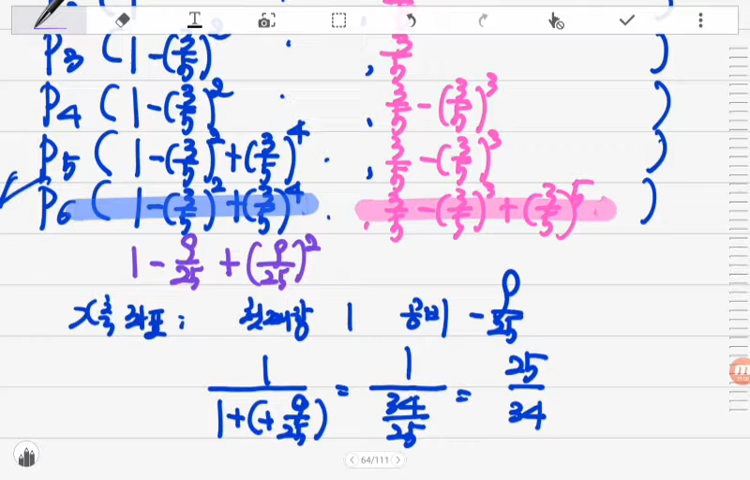 P₃ ( 1-(3/5)² , 3/5 )
P₄ ( 1-(3/5)² , 3/5-(3/5)³ )
P₅ ( 1-(3/5)²+(3/5)⁴ , 3/5-(3/5)³ )
P₆ ( 1-(3/5)²+(3/5)⁴ , 3/5-(3/5)³+(3/5)⁵ )
1-9/25+(9/25)²
x좌표: 첫째항 1 공비 -9/25
1/(1+(+9/25)) = 1/(34/25) = 25/34
64/111